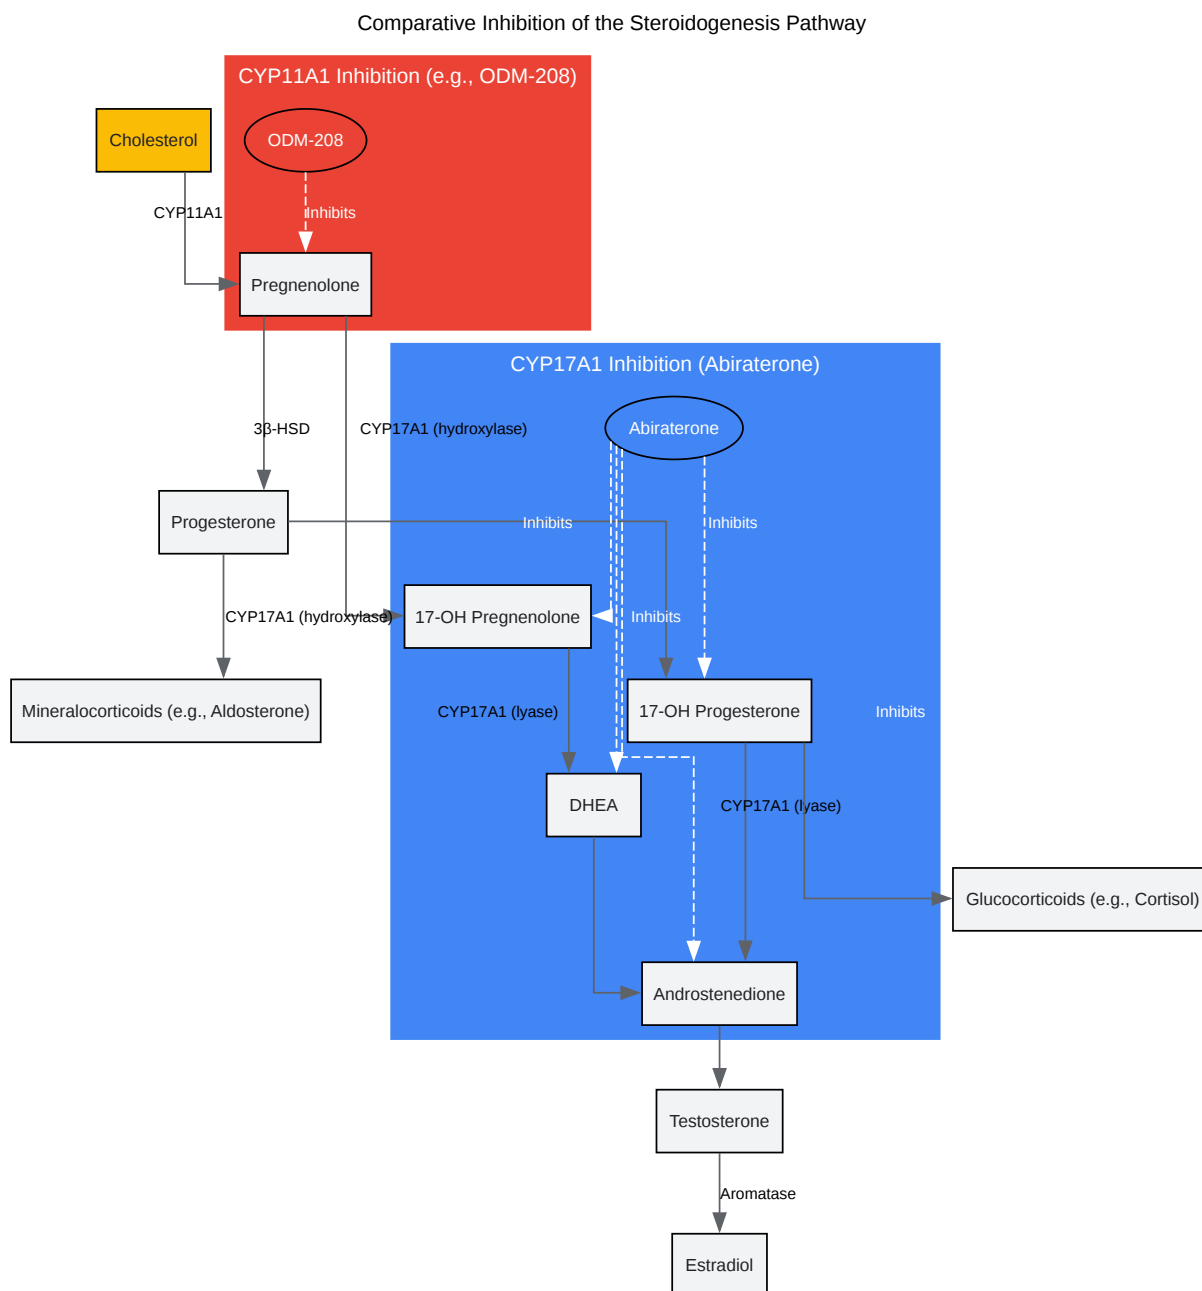 Comparative Inhibition of the Steroidogenesis Pathway
CYP11A1 Inhibition (e.g., ODM-208)
Cholesterol
ODM-208
CYP11A1
Inhibits
Pregnenolone
CYP17A1 Inhibition (Abiraterone)
3β-HSD
CYP17A1 (hydroxylase)
Abiraterone
Progesterone
Inhibits
Inhibits
CYP17A1 (hydroxylase)
17-OH Pregnenolone
Inhibits
Mineralocorticoids (e.g., Aldosterone)
CYP17A1 (lyase)
17-OH Progesterone
Inhibits
DHEA
CYP17A1 (lyase)
Glucocorticoids (e.g., Cortisol)
Androstenedione
Testosterone
Aromatase
Estradiol